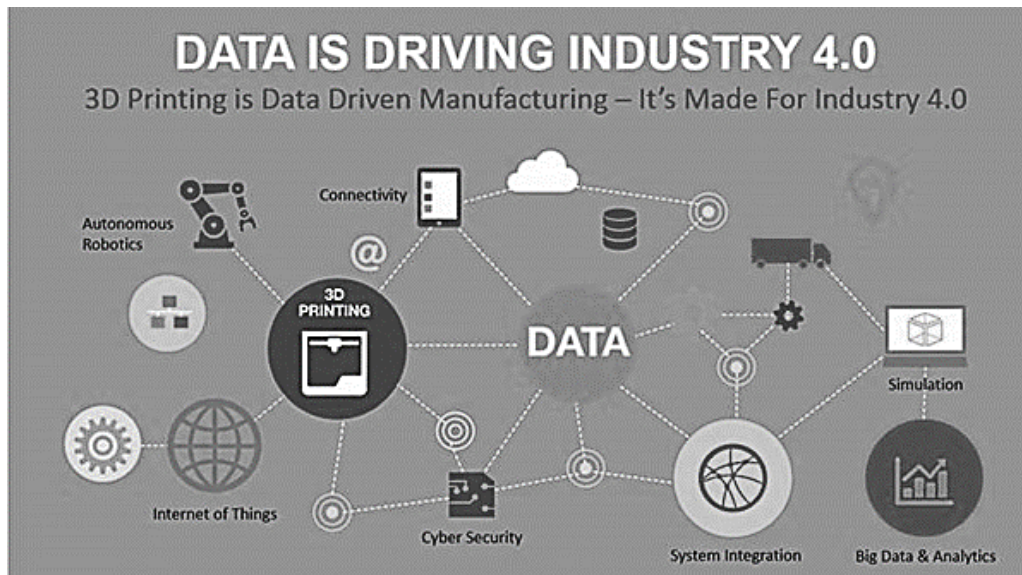 DATA IS DRIVING INDUSTRY 4.0
3D Printing is Data Driven Manufacturing – It's Made For Industry 4.0
Connectivity
Autonomous
Robotics
@
3D
PRINTING
DATA
Simulation
Internet of Things
Cyber Security
System Integration
Big Data & Analytics